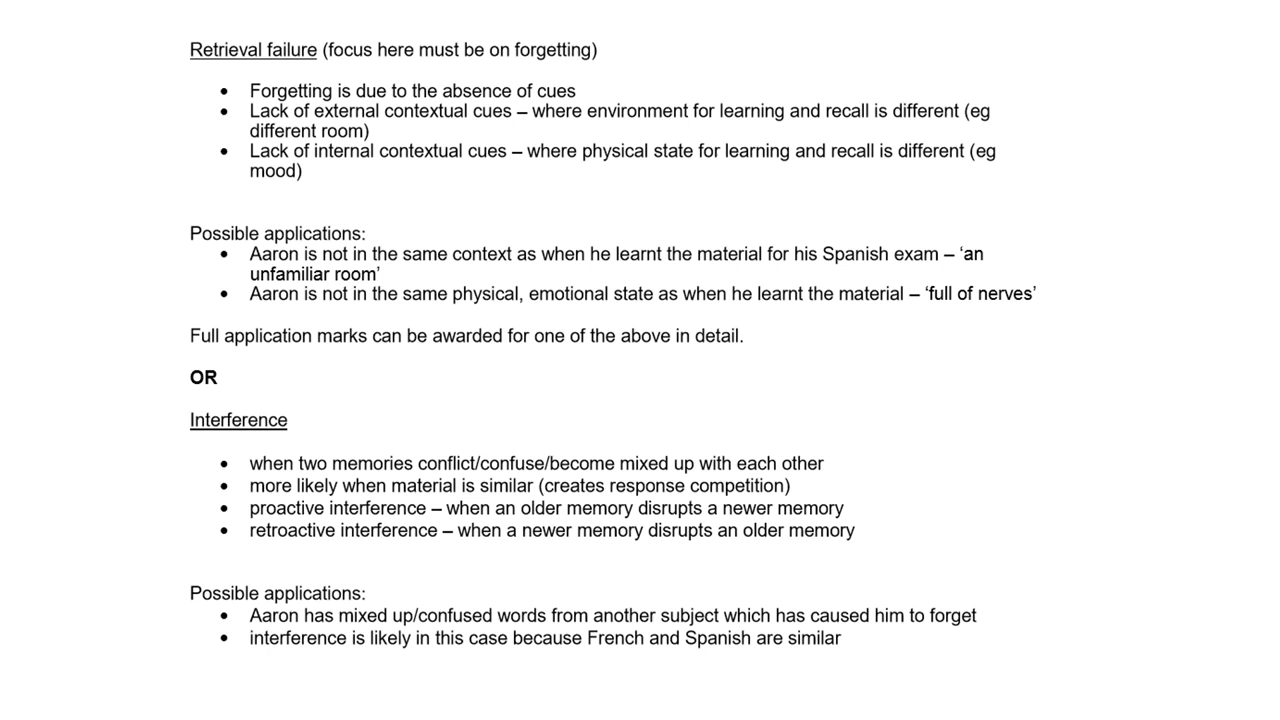 Retrieval failure (focus here must be on forgetting)
• Forgetting is due to the absence of cues
• Lack of external contextual cues – where environment for learning and recall is different (eg
different room)
• Lack of internal contextual cues – where physical state for learning and recall is different (eg
mood)
Possible applications:
• Aaron is not in the same context as when he learnt the material for his Spanish exam – ‘an
unfamiliar room’
• Aaron is not in the same physical, emotional state as when he learnt the material – ‘full of nerves’
Full application marks can be awarded for one of the above in detail.
OR
Interference
• when two memories conflict/confuse/become mixed up with each other
• more likely when material is similar (creates response competition)
• proactive interference – when an older memory disrupts a newer memory
• retroactive interference – when a newer memory disrupts an older memory
Possible applications:
• Aaron has mixed up/confused words from another subject which has caused him to forget
• interference is likely in this case because French and Spanish are similar